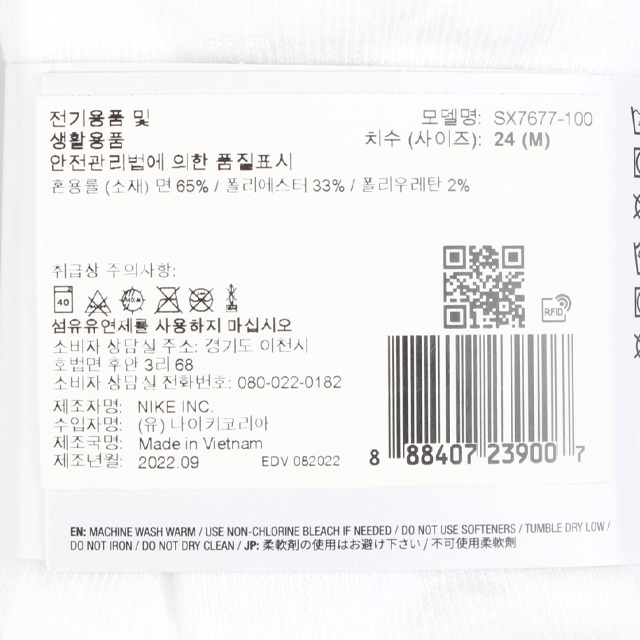 전기용품 및
생활용품
안전관리법에 의한 품질표시
모델명: SX7677-100
치수 (사이즈): 24 (M)
혼용률 (소재) 면 65% / 폴리에스터 33% / 폴리우레탄 2%
취급상 주의사항:
40
RFID
섬유유연제를 사용하지 마십시오
소비자 상담실 주소: 경기도 이천시
호법면 후안 3리 68
소비자 상담실 전화번호: 080-022-0182
제조자명: NIKE INC.
수입자명: (유) 나이키코리아
제조국명: Made in Vietnam
제조년월: 2022.09 EDV 082022
8 88407 23900 7
EN: MACHINE WASH WARM / USE NON-CHLORINE BLEACH IF NEEDED / DO NOT USE SOFTENERS / TUMBLE DRY LOW /
DO NOT IRON / DO NOT DRY CLEAN / JP: 柔軟剤の使用はお避け下さい / 不可使用柔軟劑